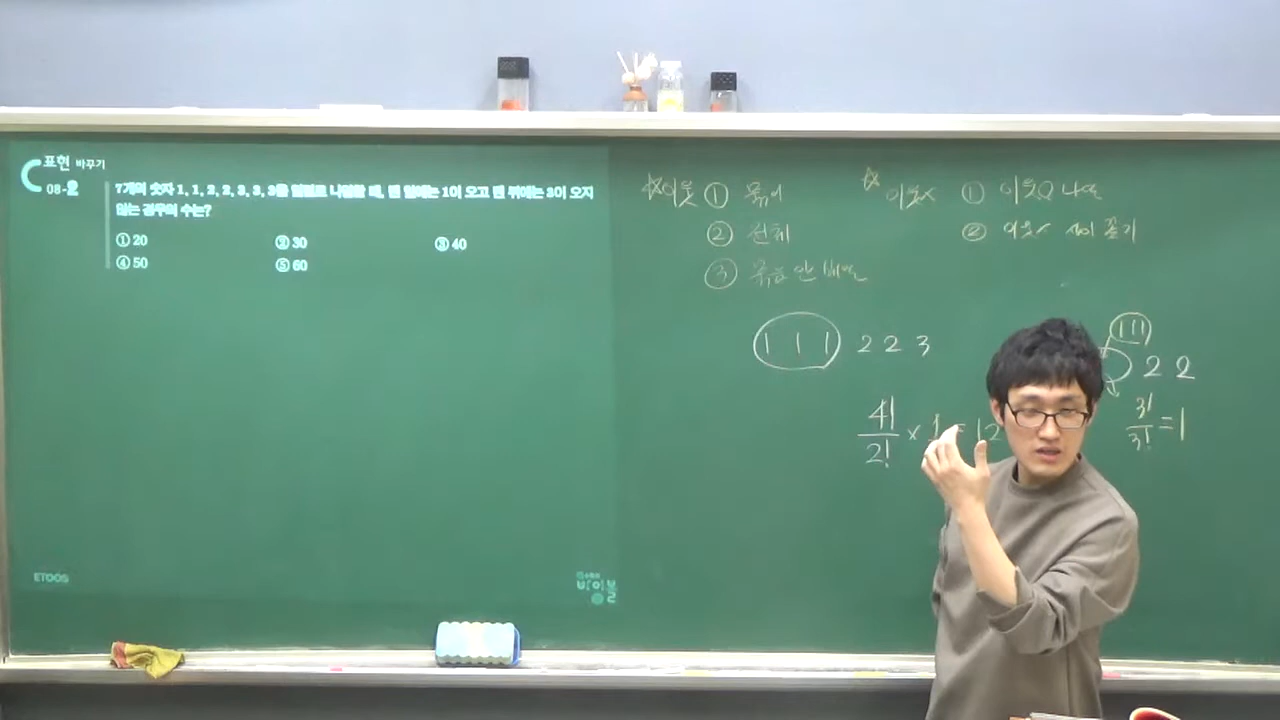 표현 바꾸기
08-2
7개의 숫자 1, 1, 2, 2, 3, 3, 3을 일렬로 나열할 때, 맨 앞에는 1이 오고 맨 뒤에는 3이 오지
않는 경우의 수는?
① 20 ② 30 ③ 40
④ 50 ⑤ 60
ETOOS
이웃 ① 묶어
② 전체
③ 묶음 안 배열
이웃X ① 이웃O 나열
② 이웃X 사이 꽂기
1 1 1 2 2 3
4!/2! × 1 = 12
111
2 2
3!/3! = 1